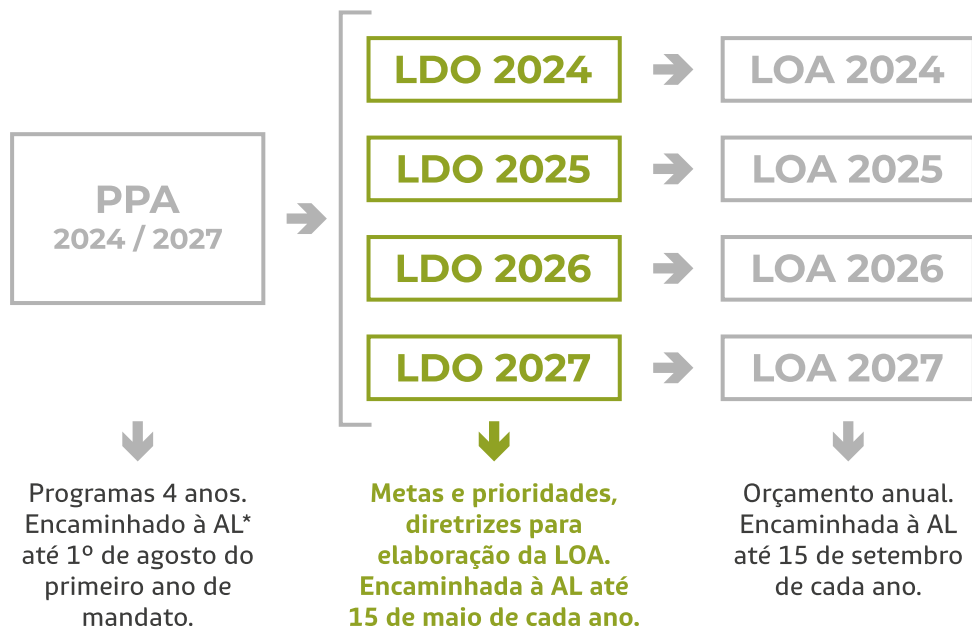 PPA
2024 / 2027
LDO 2024
LOA 2024
LDO 2025
LOA 2025
LDO 2026
LOA 2026
LDO 2027
LOA 2027
Programas 4 anos.
Encaminhado à AL*
até 1º de agosto do
primeiro ano de
mandato.
Metas e prioridades,
diretrizes para
elaboração da LOA.
Encaminhada à AL até
15 de maio de cada ano.
Orçamento anual.
Encaminhada à AL
até 15 de setembro
de cada ano.